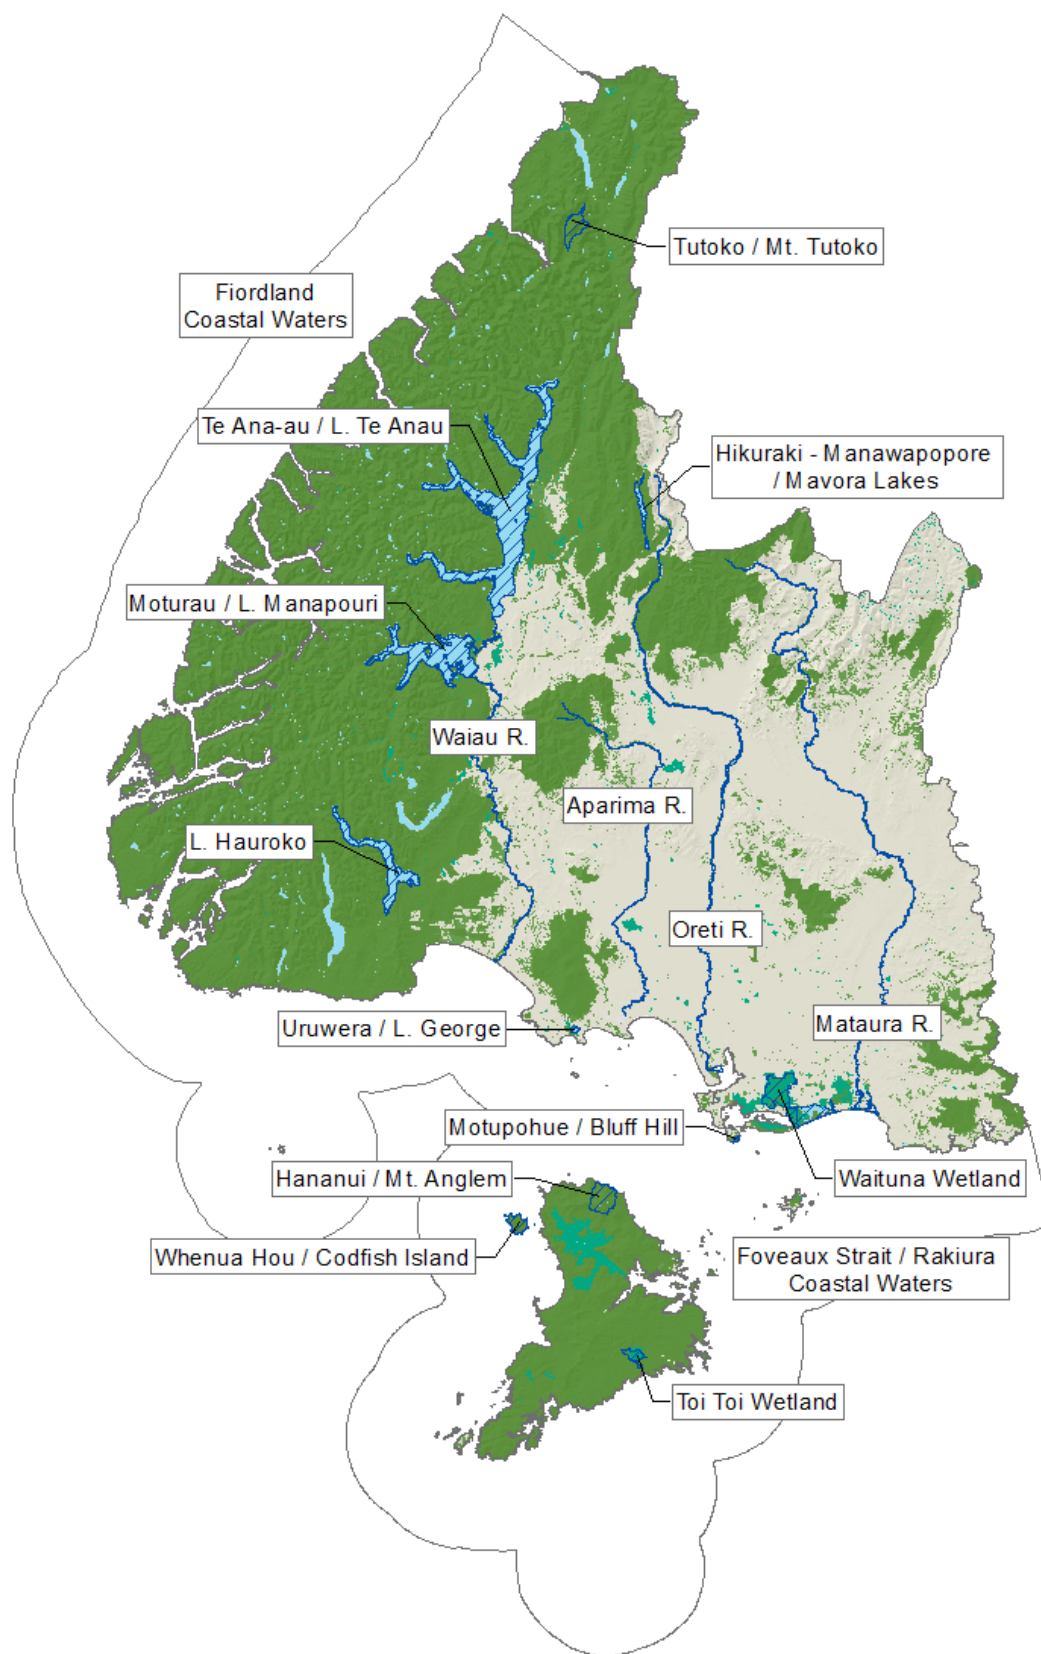 Tutoko / Mt. Tutoko
Fiordland
Coastal Waters
Te Ana-au / L. Te Anau
Hikuraki - Manawapopore
/ Mavora Lakes
Moturau / L. Manapouri
Waiau R.
Aparima R.
L. Hauroko
Oreti R.
Uruwera / L. George
Mataura R.
Motupohue / Bluff Hill
Hananui / Mt. Anglem
Waituna Wetland
Whenua Hou / Codfish Island
Foveaux Strait / Rakiura
Coastal Waters
Toi Toi Wetland